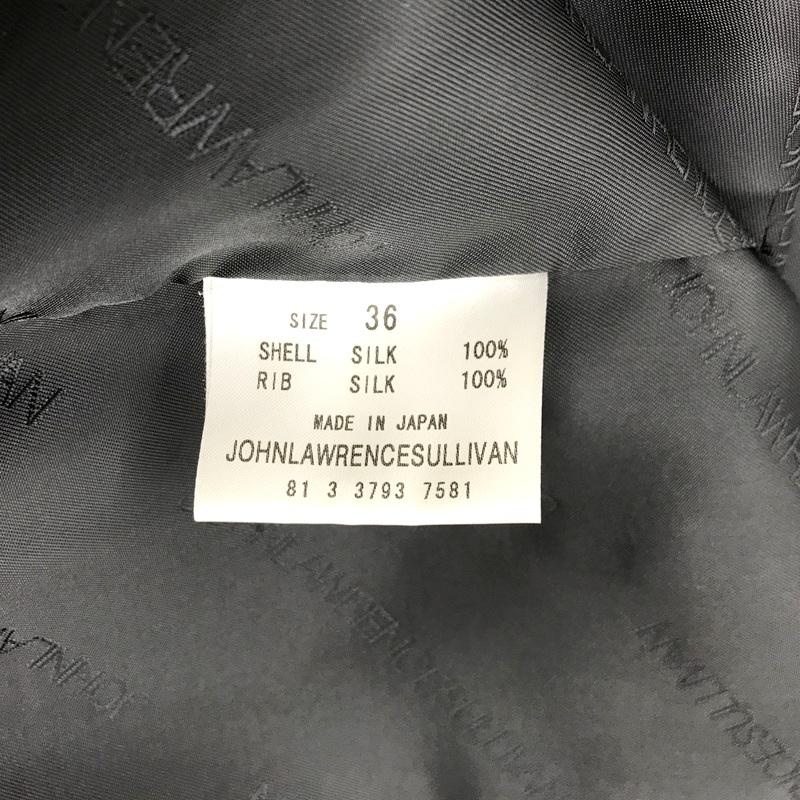 SIZE 36
SHELL SILK 100%
RIB SILK 100%
MADE IN JAPAN
JOHNLAWRENCESULLIVAN
81 3 3793 7581